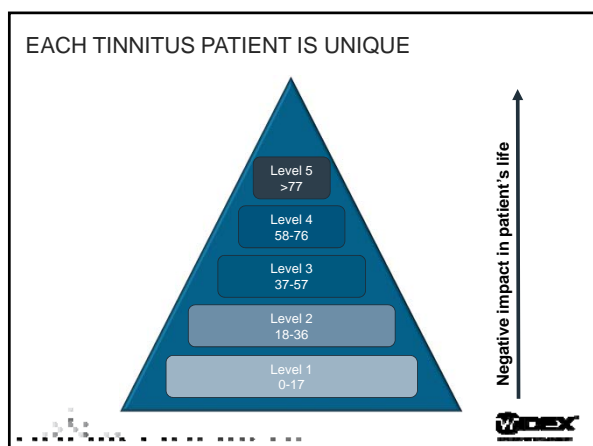 EACH TINNITUS PATIENT IS UNIQUE
Level 5
>77
Level 4
58-76
Level 3
37-57
Level 2
18-36
Level 1
0-17
Negative impact in patient's life
WIDEX